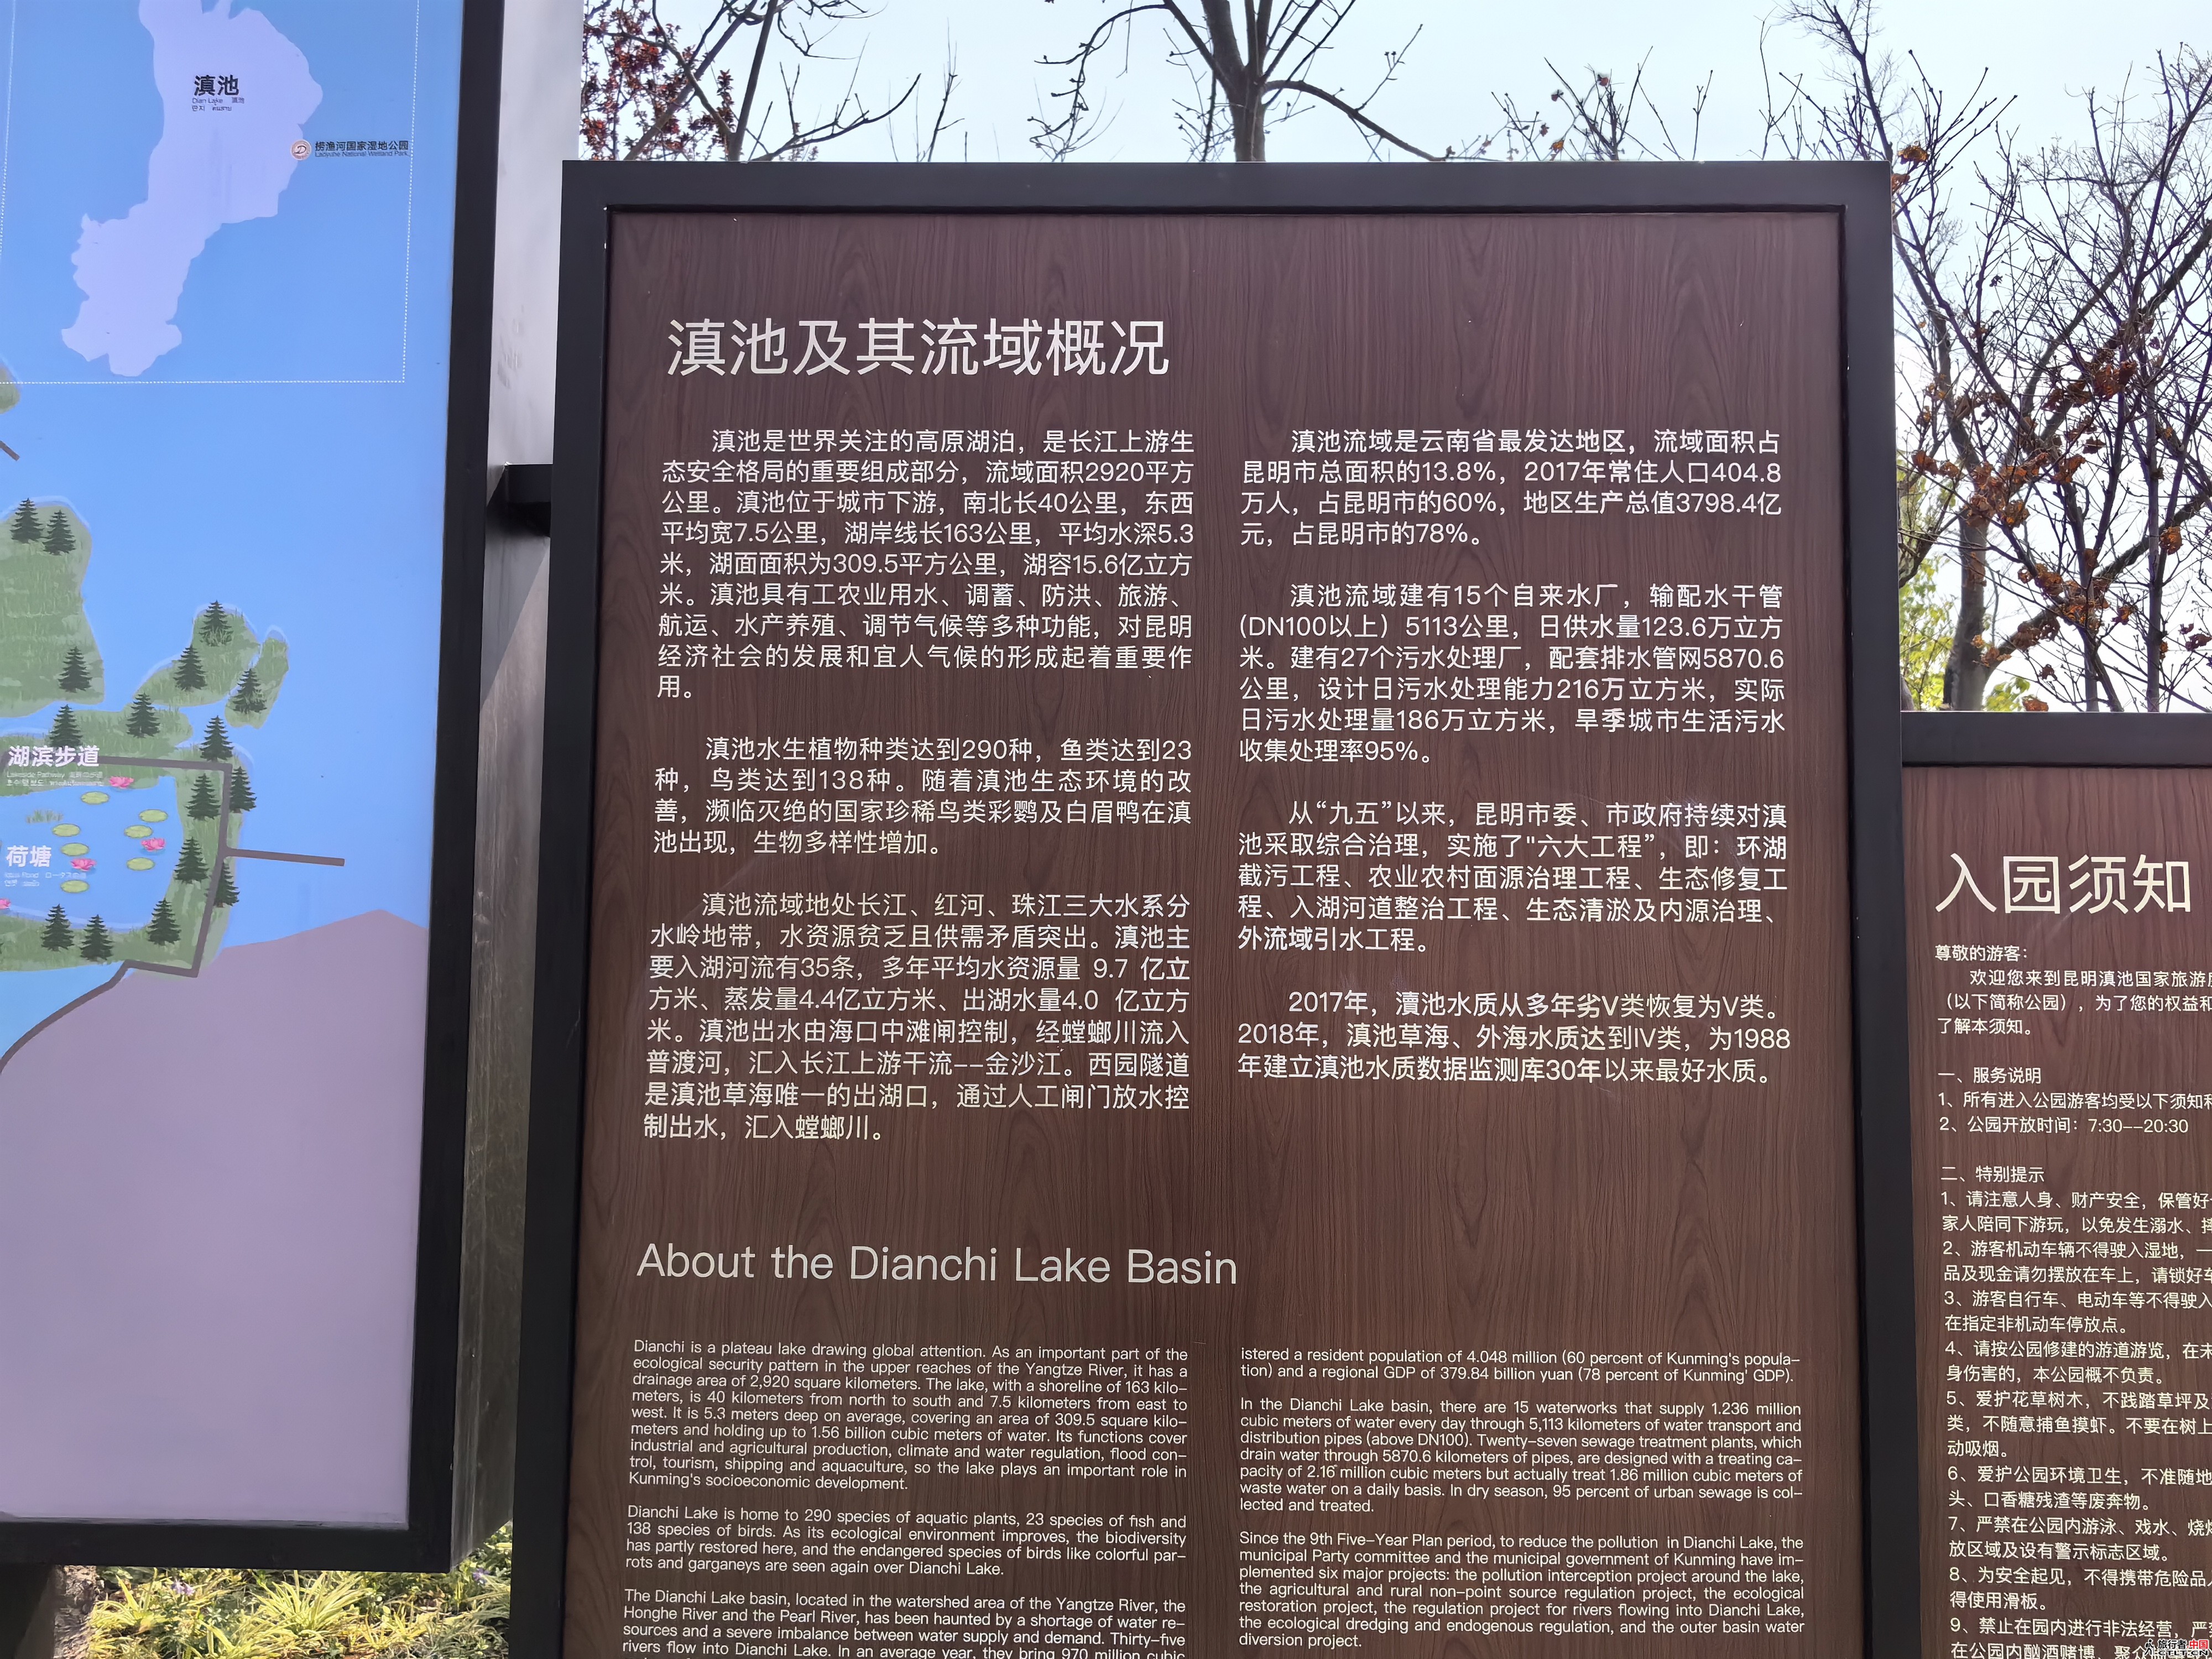 滇池
Dian Lake
捞渔河国家湿地公园
Laoyuhe National Wetland Park
湖滨步道
Lakeside Pathway
荷塘
滇池及其流域概况
滇池是世界关注的高原湖泊，是长江上游生
态安全格局的重要组成部分，流域面积2920平方
公里。滇池位于城市下游，南北长40公里，东西
平均宽7.5公里，湖岸线长163公里，平均水深5.3
米，湖面面积为309.5平方公里，湖容15.6亿立方
米。滇池具有工农业用水、调蓄、防洪、旅游、
航运、水产养殖、调节气候等多种功能，对昆明
经济社会的发展和宜人气候的形成起着重要作
用。
滇池水生植物种类达到290种，鱼类达到23
种，鸟类达到138种。随着滇池生态环境的改
善，濒临灭绝的国家珍稀鸟类彩鹮及白眉鸭在滇
池出现，生物多样性增加。
滇池流域地处长江、红河、珠江三大水系分
水岭地带，水资源贫乏且供需矛盾突出。滇池主
要入湖河流有35条，多年平均水资源量 9.7 亿立
方米、蒸发量4.4亿立方米、出湖水量4.0 亿立方
米。滇池出水由海口中滩闸控制，经螳螂川流入
普渡河，汇入长江上游干流--金沙江。西园隧道
是滇池草海唯一的出湖口，通过人工闸门放水控
制出水，汇入螳螂川。
滇池流域是云南省最发达地区，流域面积占
昆明市总面积的13.8%，2017年常住人口404.8
万人，占昆明市的60%，地区生产总值3798.4亿
元，占昆明市的78%。
滇池流域建有15个自来水厂，输配水干管
(DN100以上）5113公里，日供水量123.6万立方
米。建有27个污水处理厂，配套排水管网5870.6
公里，设计日污水处理能力216万立方米，实际
日污水处理量186万立方米，旱季城市生活污水
收集处理率95%。
从“九五”以来，昆明市委、市政府持续对滇
池采取综合治理，实施了"六大工程”，即：环湖
截污工程、农业农村面源治理工程、生态修复工
程、入湖河道整治工程、生态清淤及内源治理、
外流域引水工程。
2017年，滇池水质从多年劣V类恢复为V类。
2018年，滇池草海、外海水质达到IV类，为1988
年建立滇池水质数据监测库30年以来最好水质。
About the Dianchi Lake Basin
Dianchi is a plateau lake drawing global attention. As an important part of the
ecological security pattern in the upper reaches of the Yangtze River, it has a
drainage area of 2,920 square kilometers. The lake, with a shoreline of 163 kilo-
meters, is 40 kilometers from north to south and 7.5 kilometers from east to
west. It is 5.3 meters deep on average, covering an area of 309.5 square kilo-
meters and holding up to 1.56 billion cubic meters of water. Its functions cover
industrial and agricultural production, climate and water regulation, flood con-
trol, tourism, shipping and aquaculture, so the lake plays an important role in
Kunming's socioeconomic development.
Dianchi Lake is home to 290 species of aquatic plants, 23 species of fish and
138 species of birds. As its ecological environment improves, the biodiversity
has partly restored here, and the endangered species of birds like colorful par-
rots and garganeys are seen again over Dianchi Lake.
The Dianchi Lake basin, located in the watershed area of the Yangtze River, the
Honghe River and the Pearl River, has been haunted by a shortage of water re-
sources and a severe imbalance between water supply and demand. Thirty-five
rivers flow into Dianchi Lake. In an average year, they bring 970 million cubic
istered a resident population of 4.048 million (60 percent of Kunming's popula-
tion) and a regional GDP of 379.84 billion yuan (78 percent of Kunming' GDP).
In the Dianchi Lake basin, there are 15 waterworks that supply 1.236 million
cubic meters of water every day through 5,113 kilometers of water transport and
distribution pipes (above DN100). Twenty-seven sewage treatment plants, which
drain water through 5870.6 kilometers of pipes, are designed with a treating ca-
pacity of 2.16 million cubic meters but actually treat 1.86 million cubic meters of
waste water on a daily basis. In dry season, 95 percent of urban sewage is col-
lected and treated.
Since the 9th Five-Year Plan period, to reduce the pollution in Dianchi Lake, the
municipal Party committee and the municipal government of Kunming have im-
plemented six major projects: the pollution interception project around the lake,
the agricultural and rural non-point source regulation project, the ecological
restoration project, the regulation project for rivers flowing into Dianchi Lake,
the ecological dredging and endogenous regulation, and the outer basin water
diversion project.
入园须知
尊敬的游客：
欢迎您来到昆明滇池国家旅游度
（以下简称公园），为了您的权益和
了解本须知。
一、服务说明
1、所有进入公园游客均受以下须知和
2、公园开放时间：7:30--20:30
二、特别提示
1、请注意人身、财产安全，保管好
家人陪同下游玩，以免发生溺水、摔
2、游客机动车辆不得驶入湿地，一
品及现金请勿摆放在车上，请锁好车
3、游客自行车、电动车等不得驶入
在指定非机动车停放点。
4、请按公园修建的游道游览，在未
身伤害的，本公园概不负责。
5、爱护花草树木，不践踏草坪及
类，不随意捕鱼摸虾。不要在树上
动吸烟。
6、爱护公园环境卫生，不准随地
头、口香糖残渣等废弃物。
7、严禁在公园内游泳、戏水、烧烤
放区域及设有警示标志区域。
8、为安全起见，不得携带危险品入
得使用滑板。
9、禁止在园内进行非法经营，严禁
在公园内酗酒赌博、聚众
旅行者 中国